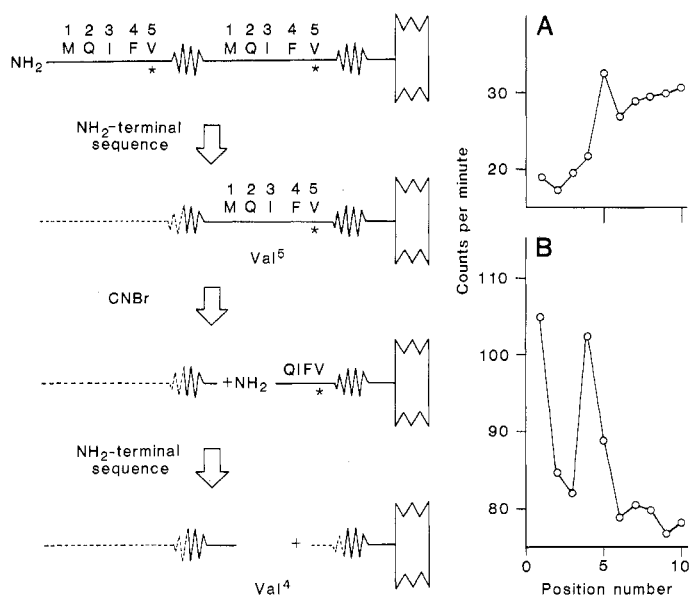 1 2 3 4 5 1 2 3 4 5
M Q I F V M Q I F V
NH2 * *
NH2-terminal
sequence
1 2 3 4 5
M Q I F V
*
Val5
CNBr
+NH2 QIFV
*
NH2-terminal
sequence
+
Val4
A
30
20
Counts per minute
B
110
100
90
80
0 5 10
Position number